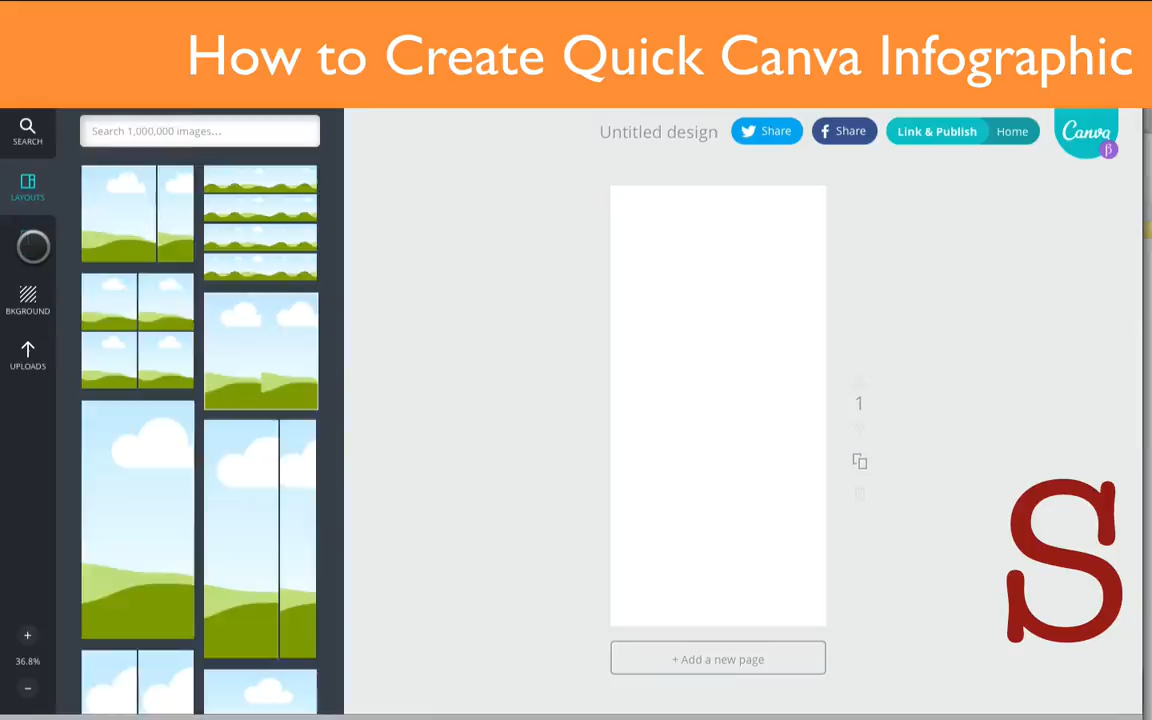 How to Create Quick Canva Infographic
SEARCH
Search 1,000,000 images...
Untitled design
Share
Share
Link & Publish
Home
Canva
β
LAYOUTS
BKGROUND
UPLOADS
1
S
+
36.8%
−
+ Add a new page